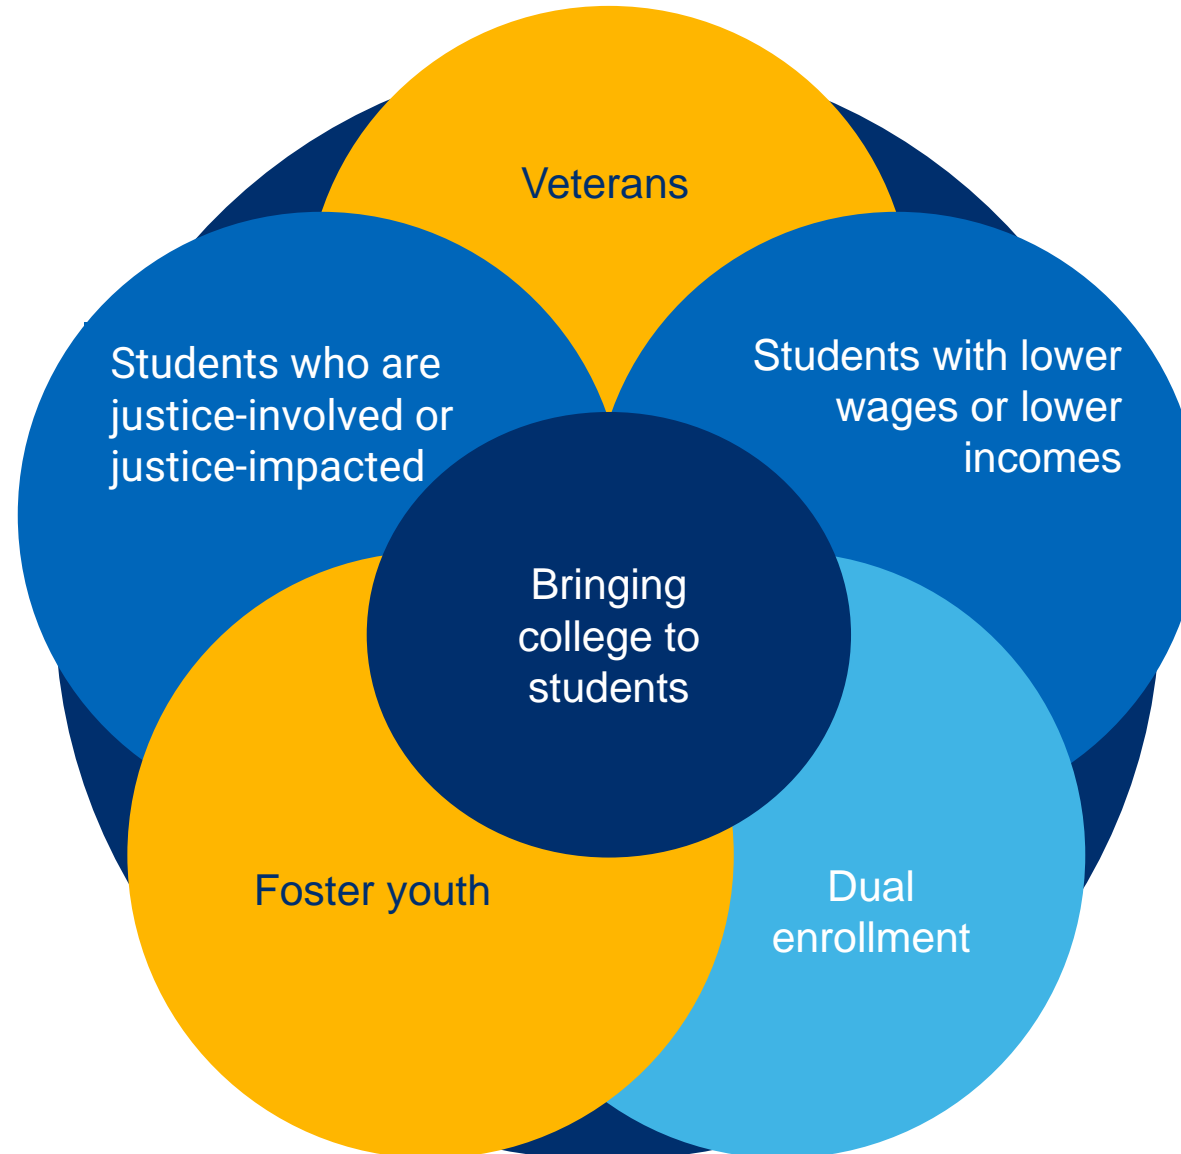 Veterans
Students who are
justice-involved or
justice-impacted
Students with lower
wages or lower
incomes
Bringing
college to
students
Foster youth
Dual
enrollment